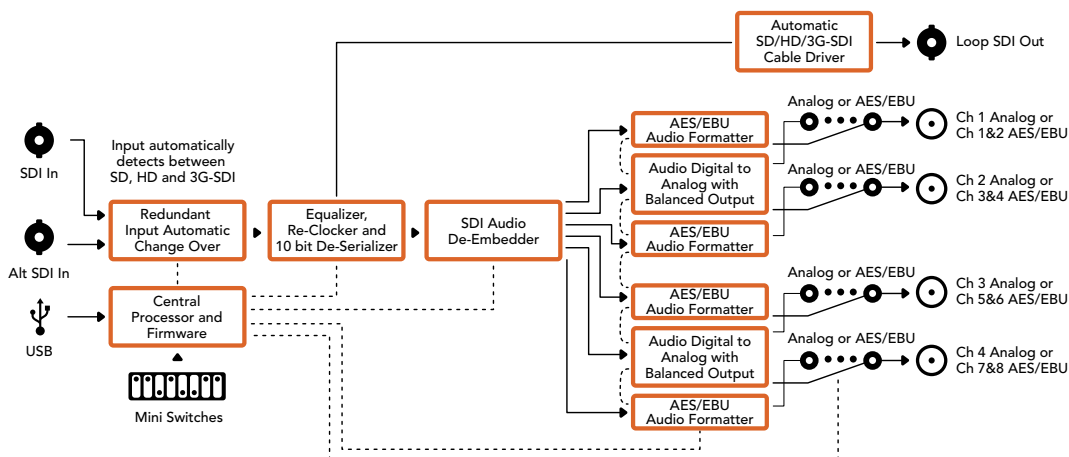 Automatic
SD/HD/3G-SDI
Cable Driver
Loop SDI Out
SDI In
Input automatically
detects between
SD, HD and 3G-SDI
Alt SDI In
Redundant
Input Automatic
Change Over
Equalizer,
Re-Clocker and
10 bit De-Serializer
SDI Audio
De-Embedder
USB
Central
Processor and
Firmware
Mini Switches
AES/EBU
Audio Formatter
Audio Digital to
Analog with
Balanced Output
AES/EBU
Audio Formatter
AES/EBU
Audio Formatter
Audio Digital to
Analog with
Balanced Output
AES/EBU
Audio Formatter
Analog or AES/EBU
Ch 1 Analog or
Ch 1&2 AES/EBU
Analog or AES/EBU
Ch 2 Analog or
Ch 3&4 AES/EBU
Analog or AES/EBU
Ch 3 Analog or
Ch 5&6 AES/EBU
Analog or AES/EBU
Ch 4 Analog or
Ch 7&8 AES/EBU